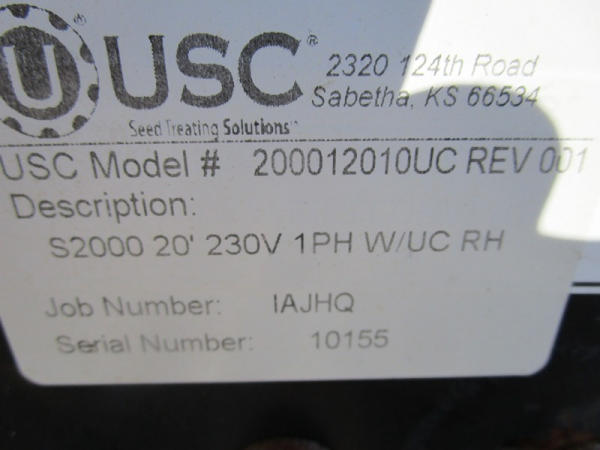 U USC® 2320 124th Road
Sabetha, KS 66534
Seed Treating Solutions™
USC Model # 200012010UC REV 001
Description:
S2000 20' 230V 1PH W/UC RH
Job Number: IAJHQ
Serial Number: 10155